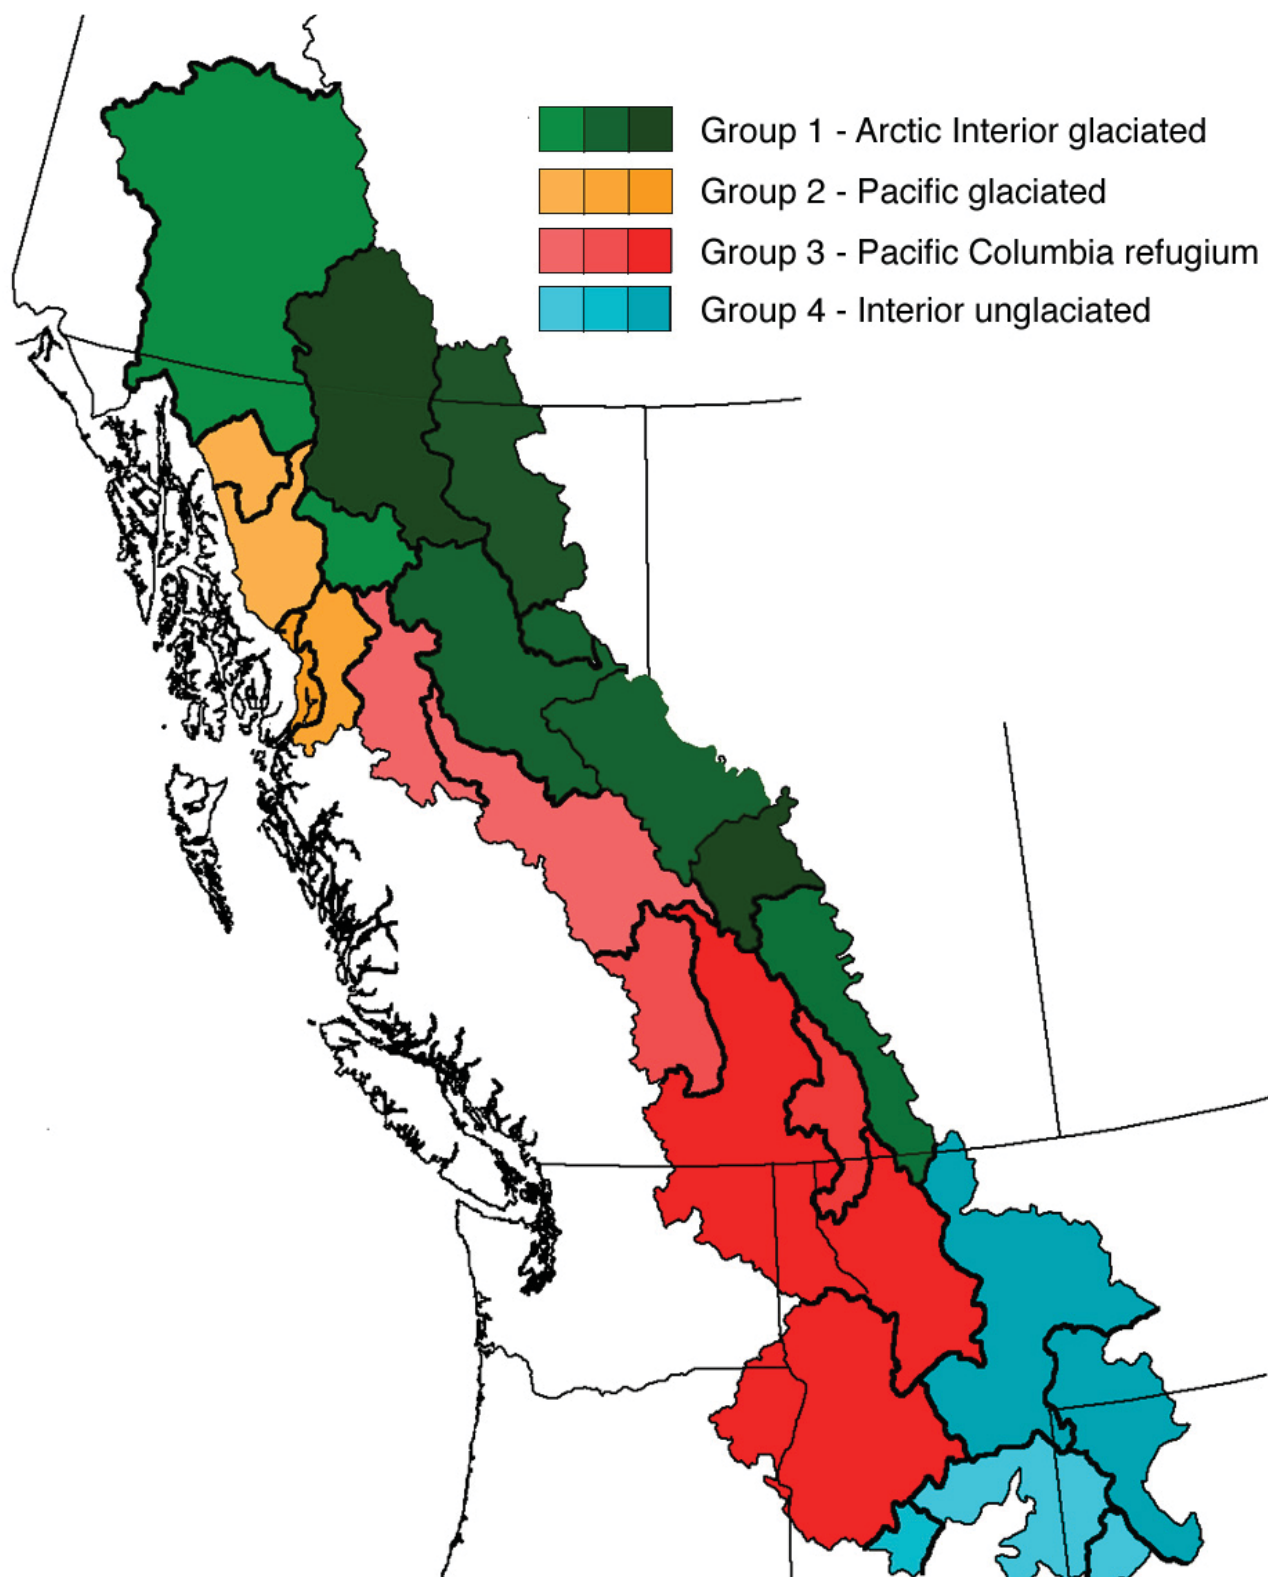 Group 1 - Arctic Interior glaciated
Group 2 - Pacific glaciated
Group 3 - Pacific Columbia refugium
Group 4 - Interior unglaciated